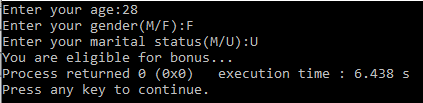 Enter your age:28
Enter your gender(M/F):F
Enter your marital status(M/U):U
You are eligible for bonus...
Process returned 0 (0x0)   execution time : 6.438 s
Press any key to continue.